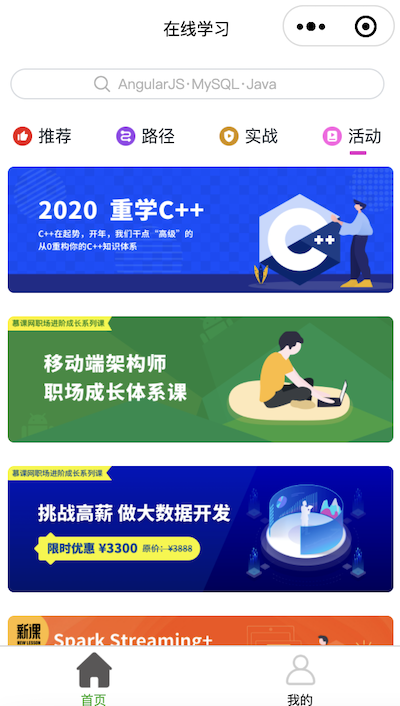 在线学习
AngularJS·MySQL·Java
推荐
路径
实战
活动
2020 重学C++
C++在起势，开年，我们干点“高级”的
从0重构你的C++知识体系
C++
慕课网职场进阶成长系列课
移动端架构师
职场成长体系课
慕课网职场进阶成长系列课
挑战高薪 做大数据开发
限时优惠 ¥3300 原价：¥3888
新课
NEW LESSON
Spark Streaming+
首页
我的